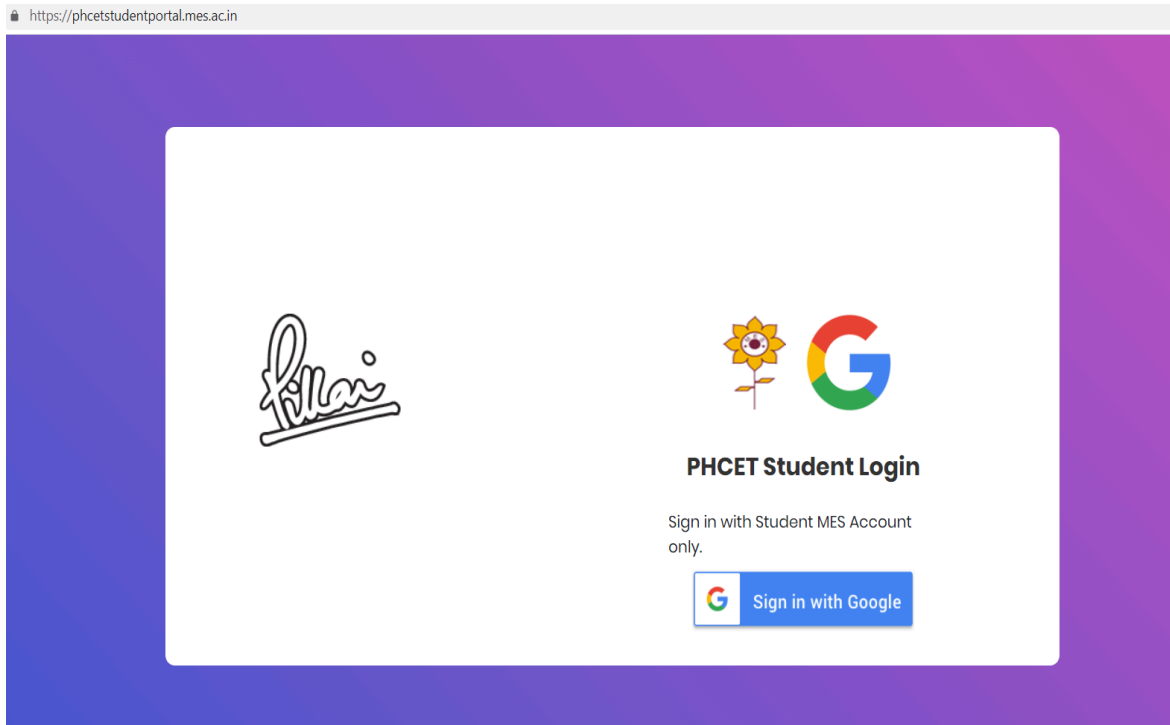 https://phcetstudentportal.mes.ac.in
Pillai
PHCET Student Login
Sign in with Student MES Account
only.
Sign in with Google